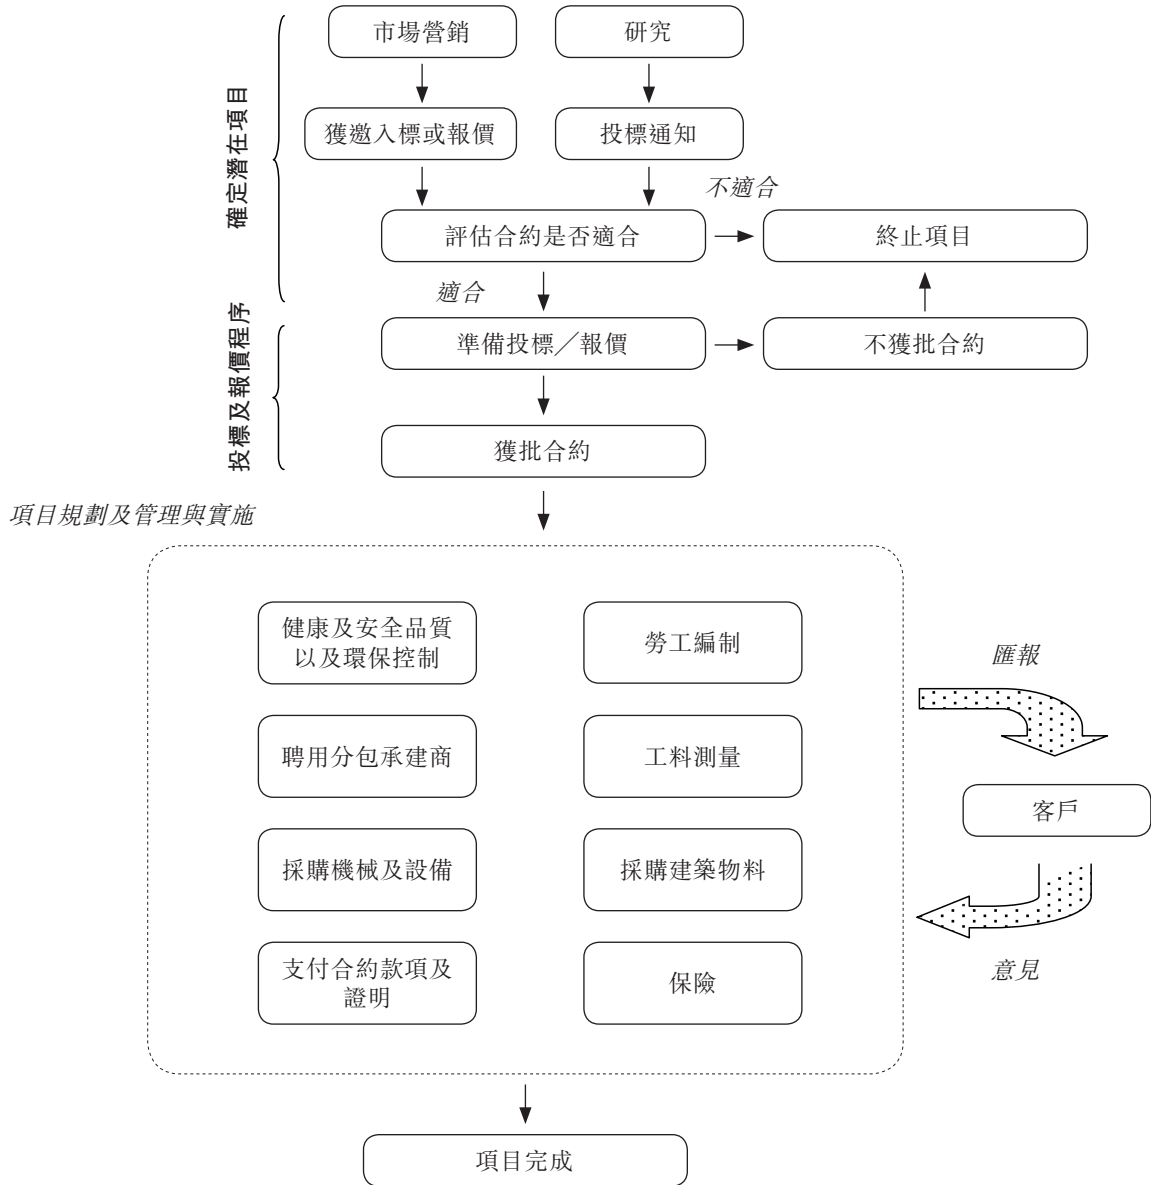 市場營銷
研究
確定潛在項目
獲邀入標或報價
投標通知
不適合
評估合約是否適合
終止項目
適合
投標及報價程序
準備投標／報價
不獲批合約
獲批合約
項目規劃及管理與實施
健康及安全品質
以及環保控制
勞工編制
匯報
聘用分包承建商
工料測量
客戶
採購機械及設備
採購建築物料
支付合約款項及
證明
保險
意見
項目完成